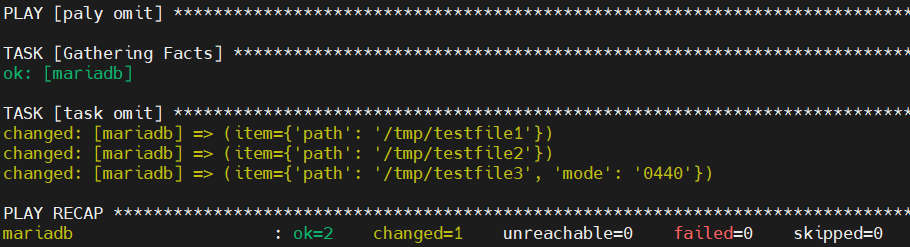 PLAY [paly omit] **************************************************************************
TASK [Gathering Facts] ********************************************************************
ok: [mariadb]
TASK [task omit] **************************************************************************
changed: [mariadb] => (item={'path': '/tmp/testfile1'})
changed: [mariadb] => (item={'path': '/tmp/testfile2'})
changed: [mariadb] => (item={'path': '/tmp/testfile3', 'mode': '0440'})
PLAY RECAP ********************************************************************************
mariadb : ok=2 changed=1 unreachable=0 failed=0 skipped=0